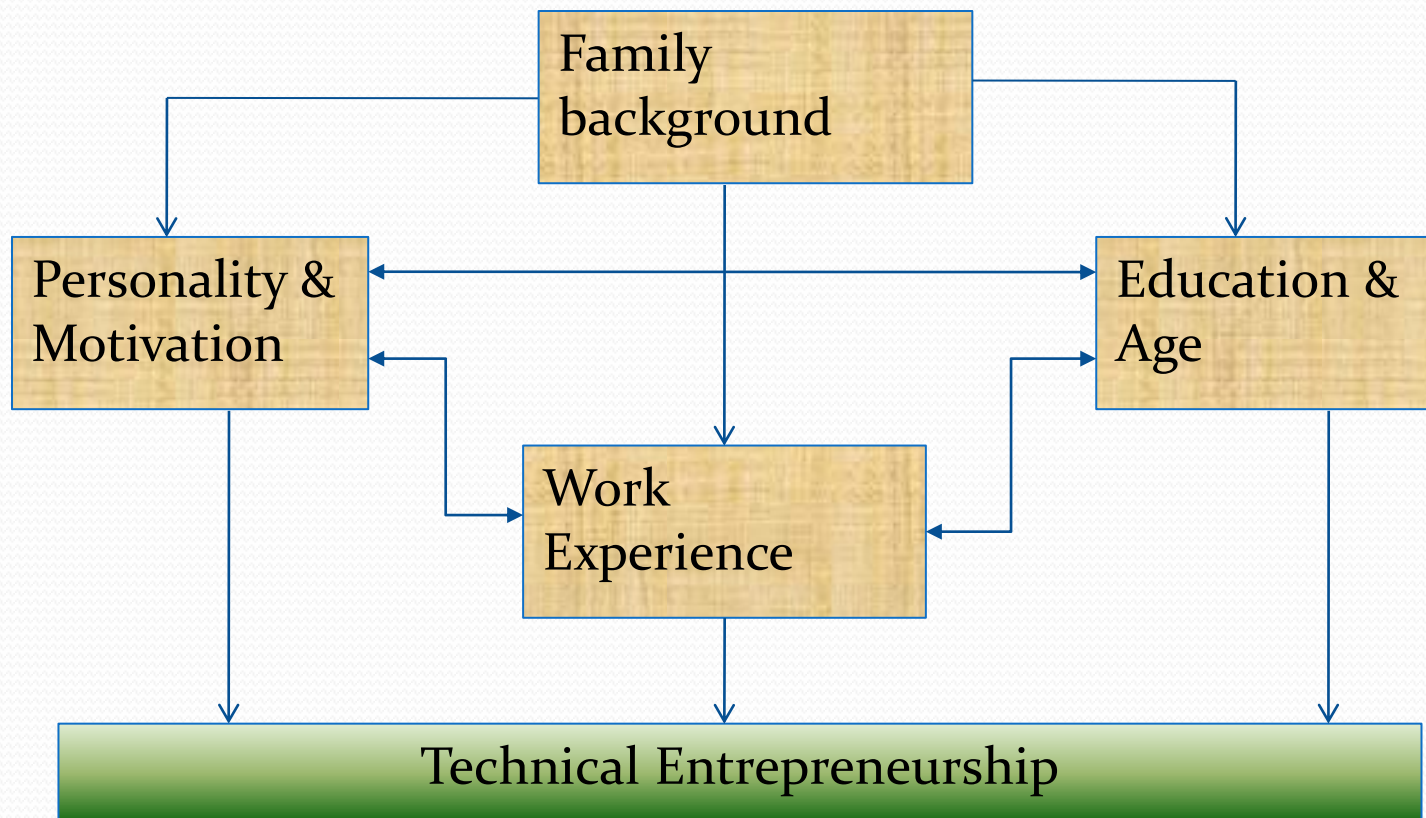 Family
background
Personality &
Motivation
Education &
Age
Work
Experience
Technical Entrepreneurship